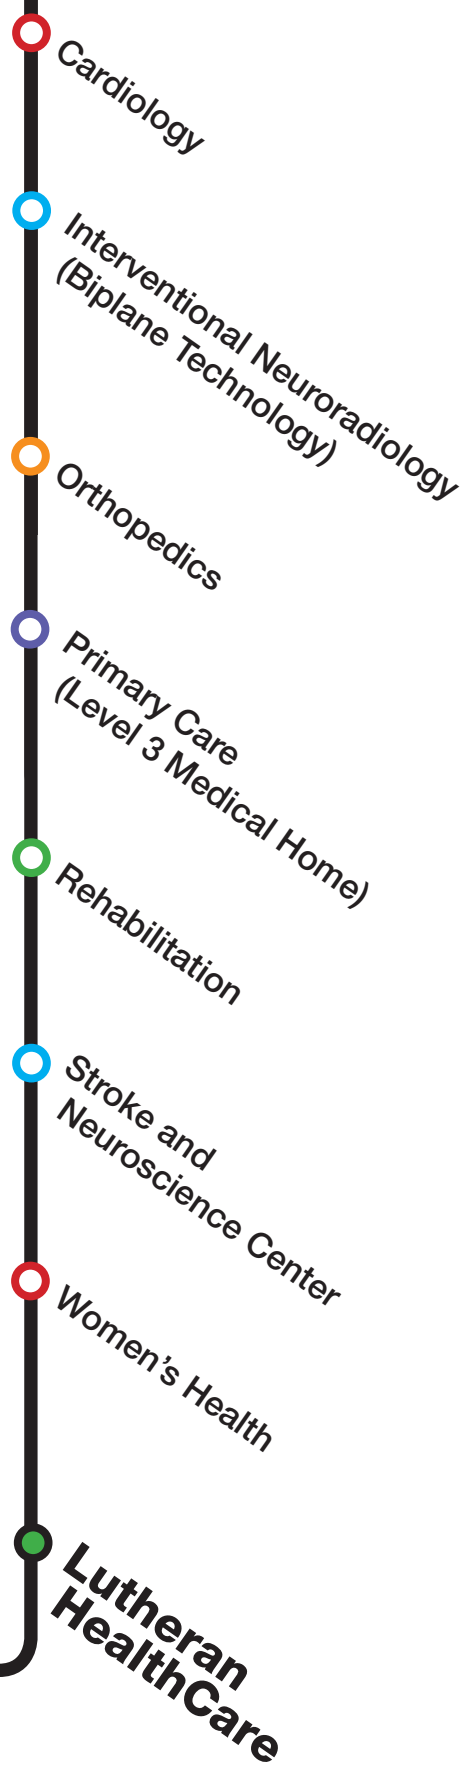 Cardiology
Interventional Neuroradiology
(Biplane Technology)
Orthopedics
Primary Care
(Level 3 Medical Home)
Rehabilitation
Stroke and
Neuroscience Center
Women’s Health
Lutheran
HealthCare